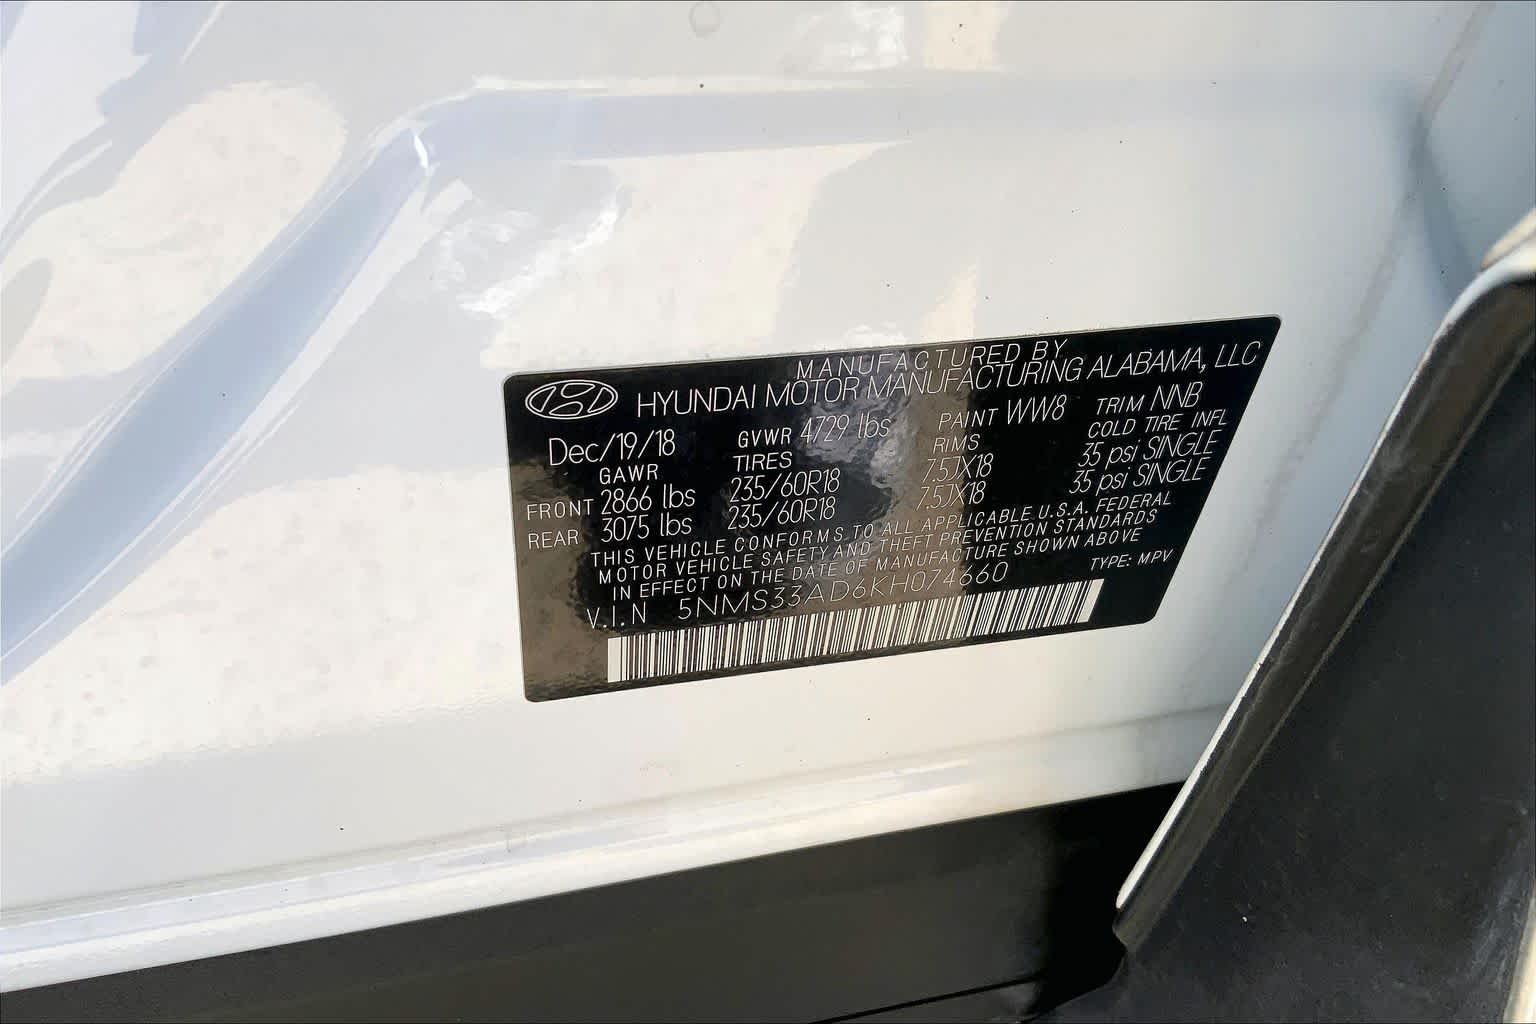 MANUFACTURED BY
HYUNDAI MOTOR MANUFACTURING ALABAMA, LLC
Dec/19/18 GVWR 4729 lbs PAINT WW8 TRIM NNB
GAWR TIRES RIMS COLD TIRE INFL
FRONT 2866 lbs 235/60R18 7.5JX18 35 psi SINGLE
REAR 3075 lbs 235/60R18 7.5JX18 35 psi SINGLE
THIS VEHICLE CONFORMS TO ALL APPLICABLE U.S.A. FEDERAL
MOTOR VEHICLE SAFETY AND THEFT PREVENTION STANDARDS
IN EFFECT ON THE DATE OF MANUFACTURE SHOWN ABOVE
V.I.N 5NMS33AD6KH074660 TYPE: MPV